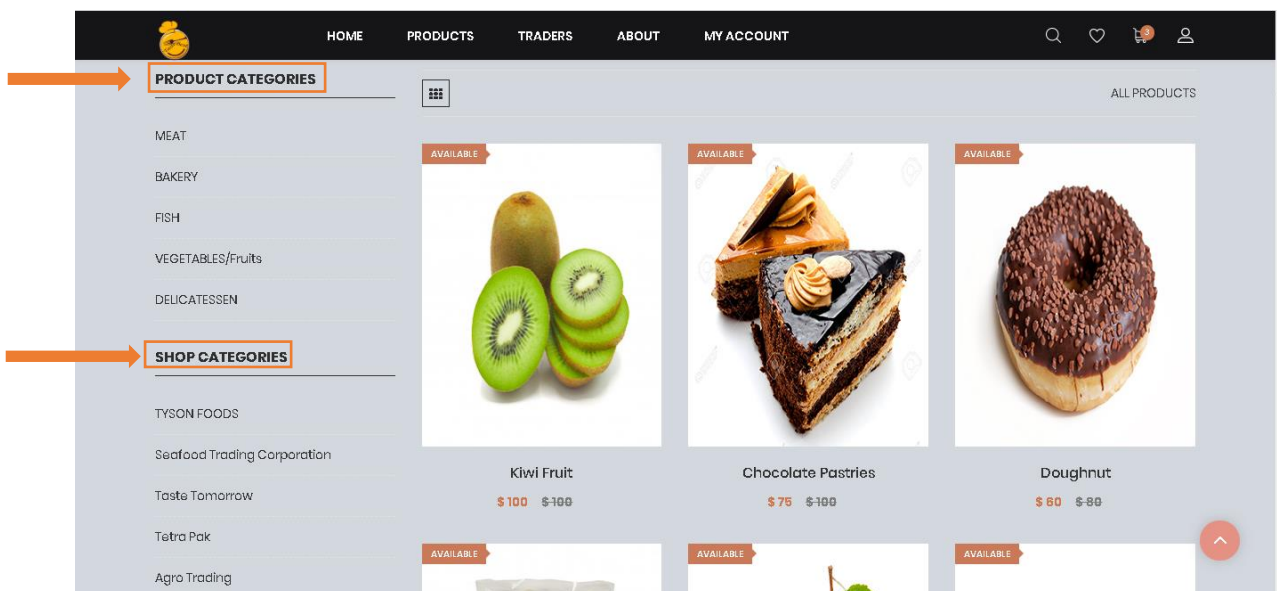 HOME PRODUCTS TRADERS ABOUT MY ACCOUNT 3
PRODUCT CATEGORIES
MEAT
BAKERY
FISH
VEGETABLES/Fruits
DELICATESSEN
SHOP CATEGORIES
TYSON FOODS
Seafood Trading Corporation
Taste Tomorrow
Tetra Pak
Agro Trading
ALL PRODUCTS
AVAILABLE AVAILABLE AVAILABLE
Kiwi Fruit Chocolate Pastries Doughnut
$ 100 $ 100 $ 75 $ 100 $ 60 $ 80
AVAILABLE AVAILABLE AVAILABLE